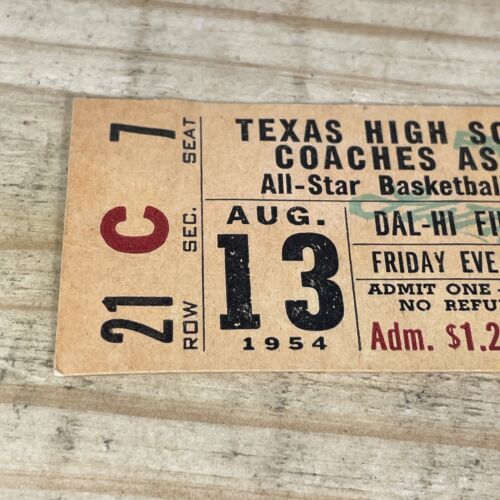 7 SEAT
C SEC.
21 ROW
TEXAS HIGH SC
COACHES AS
All-Star Basketbal
AUG.
13
1954
DAL-HI FI
FRIDAY EVE
ADMIT ONE-
NO REFU
Adm. $1.2